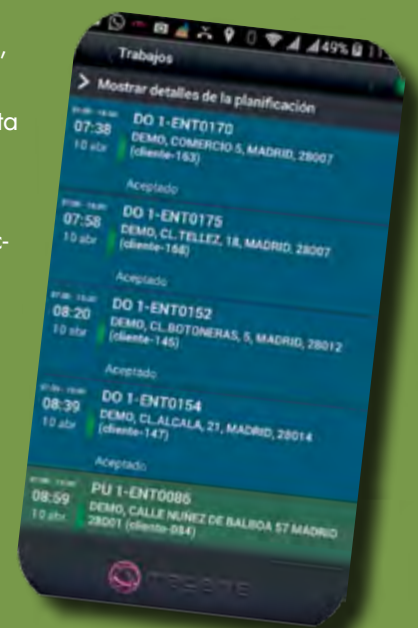 ,
ta
:-
49%
Trabajos
Mostrar detalles de la planificación
07:38
DO 1-ENT0170
DEMO, COMERCIO 5, MADRID, 28007
10 abr
(cliente-163)
Aceptado
07:58
DO 1-ENT0175
DEMO, CL.TELLEZ, 18, MADRID, 28007
10 abr
(cliente-168)
Aceptado
08:20
DO 1-ENT0152
DEMO, CL.BOTONERAS, 5, MADRID, 28012
10 abr
(cliente-145)
Aceptado
08:39
DO 1-ENT0154
DEMO, CL.ALCALA, 21, MADRID, 28014
10 abr
(cliente-147)
Aceptado
08:59
PU 1-ENT0086
DEMO, CALLE NUÑEZ DE BALBOA 57 MADRID
10 abr
28001 (cliente-084)